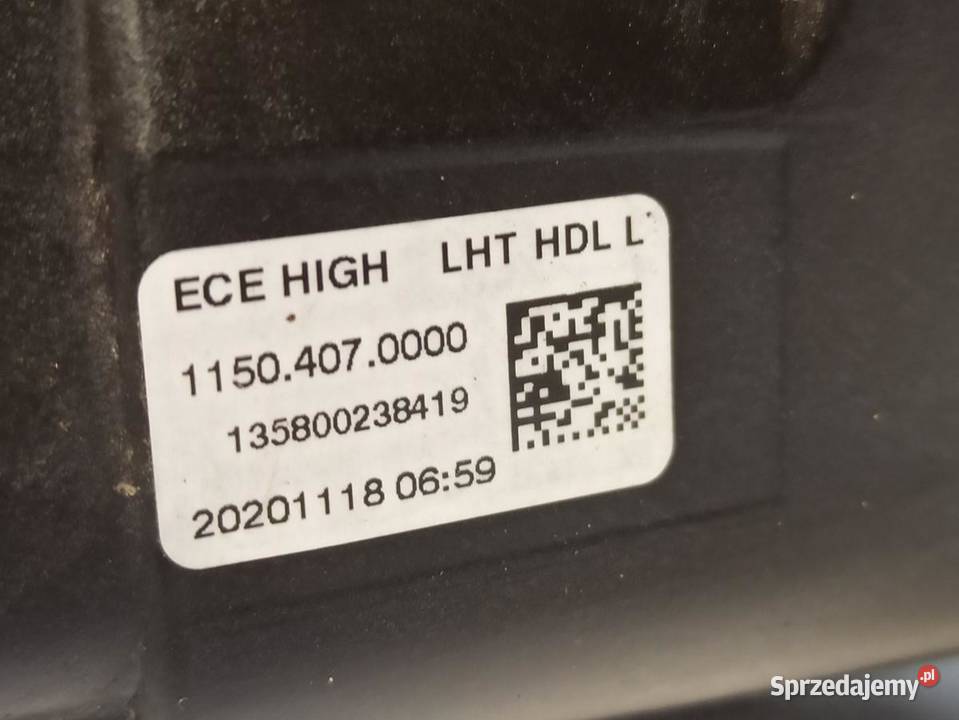 ECE HIGH LHT HDL L
1150.407.0000
135800238419
20201118 06:59
Sprzedajemy.pl